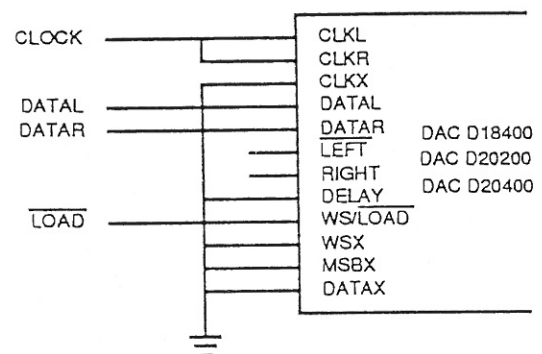 CLOCK
DATAL
DATAR
LOAD
CLKL
CLKR
CLKX
DATAL
DATAR
LEFT
RIGHT
DELAY
WS/LOAD
WSX
MSBX
DATAX
DAC D18400
DAC D20200
DAC D20400